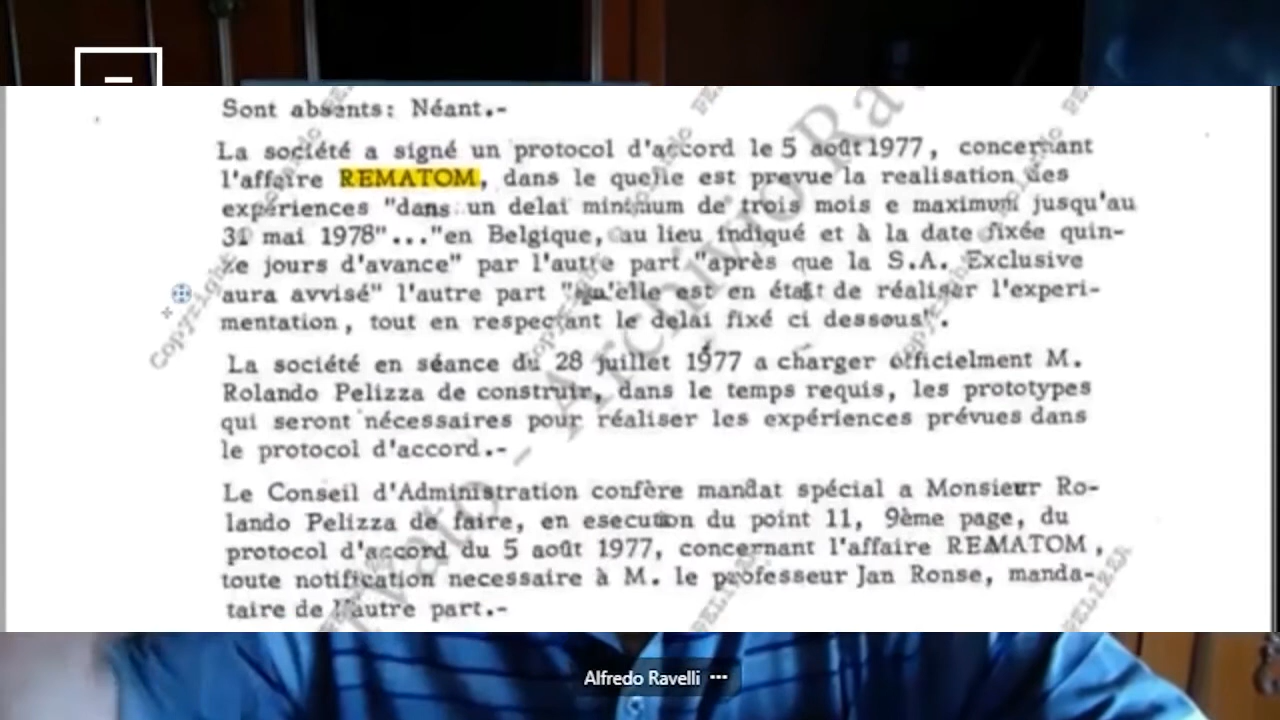 Sont absents: Néant.-
La société a signé un protocol d'accord le 5 août 1977, concernant
l'affaire REMATOM, dans le quelle est prevue la realisation des
expériences "dans un delai minimum de trois mois e maximum jusqu'au
31 mai 1978"..."en Belgique, au lieu indiqué et à la date fixée quin-
ze jours d'avance" par l'autre part "après que la S.A. Exclusive
aura avvisé" l'autre part "qu'elle est en état de réaliser l'experi-
mentation, tout en respectant le delai fixé ci dessous".
La société en séance du 28 juillet 1977 a charger officielment M.
Rolando Pelizza de construir, dans le temps requis, les prototypes
qui seront nécessaires pour réaliser les expériences prévues dans
le protocol d'accord.-
Le Conseil d'Administration confère mandat spécial a Monsieur Ro-
lando Pelizza de faire, en esecution du point 11, 9ème page, du
protocol d'accord du 5 août 1977, concernant l'affaire REMATOM,
toute notification necessaire à M. le professeur Jan Ronse, manda-
taire de l'autre part.-
Copyright
Archivio
PELIZZA
PELIZZA
Alfredo Ravelli